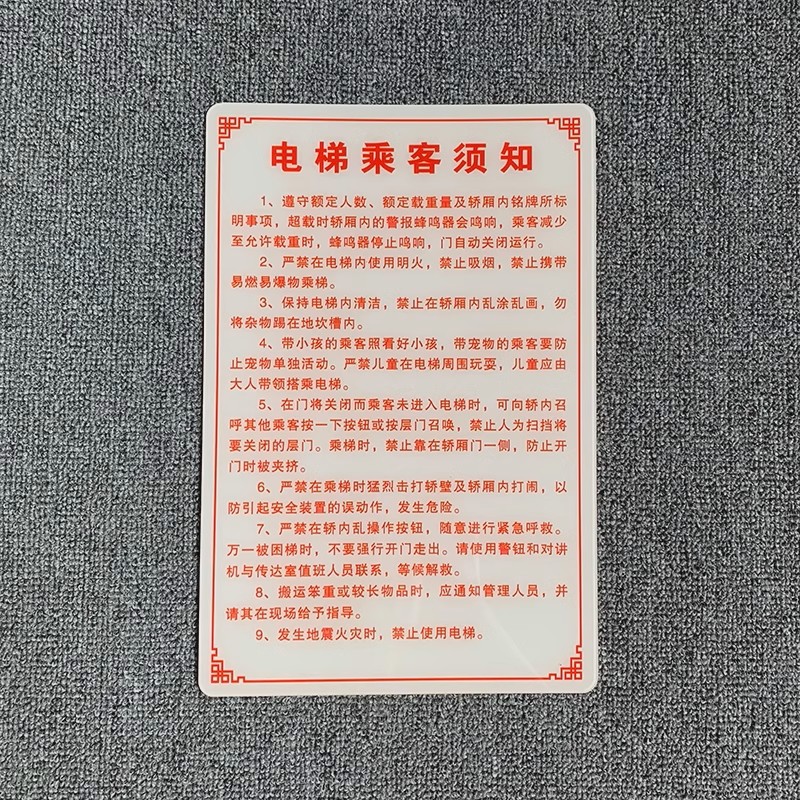 电梯乘客须知
1、遵守额定人数、额定载重量及轿厢内铭牌所标
明事项，超载时轿厢内的警报蜂鸣器会鸣响，乘客减少
至允许载重时，蜂鸣器停止鸣响，门自动关闭运行。
2、严禁在电梯内使用明火，禁止吸烟，禁止携带
易燃易爆物乘梯。
3、保持电梯内清洁，禁止在轿厢内乱涂乱画，勿
将杂物踢在地坎槽内。
4、带小孩的乘客照看好小孩，带宠物的乘客要防
止宠物单独活动。严禁儿童在电梯周围玩耍，儿童应由
大人带领搭乘电梯。
5、在门将关闭而乘客未进入电梯时，可向轿内召
呼其他乘客按一下按钮或按层门召唤，禁止人为扫挡将
要关闭的层门。乘梯时，禁止靠在轿厢门一侧，防止开
门时被夹挤。
6、严禁在乘梯时猛烈击打轿璧及轿厢内打闹，以
防引起安全装置的误动作，发生危险。
7、严禁在轿内乱操作按钮，随意进行紧急呼救。
万一被困梯时，不要强行开门走出。请使用警钮和对讲
机与传达室值班人员联系，等候解救。
8、搬运笨重或较长物品时，应通知管理人员，并
请其在现场给予指导。
9、发生地震火灾时，禁止使用电梯。